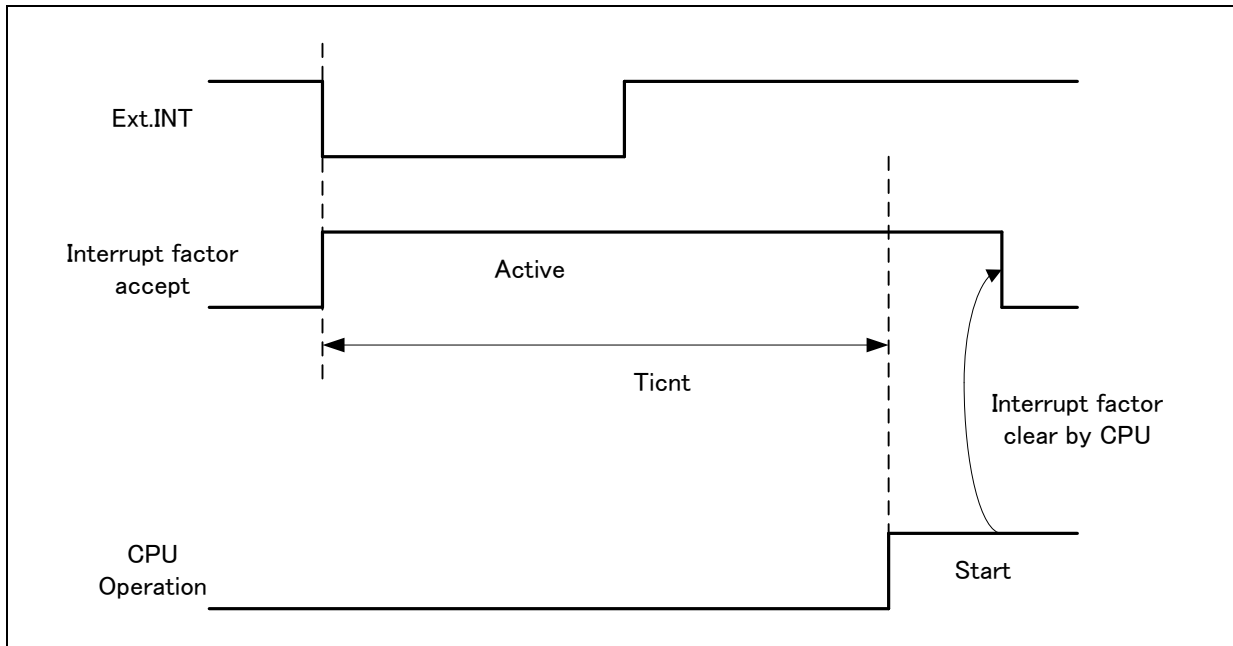 Ext.INT
Interrupt factor
accept
Active
Ticnt
Interrupt factor
clear by CPU
CPU
Operation
Start